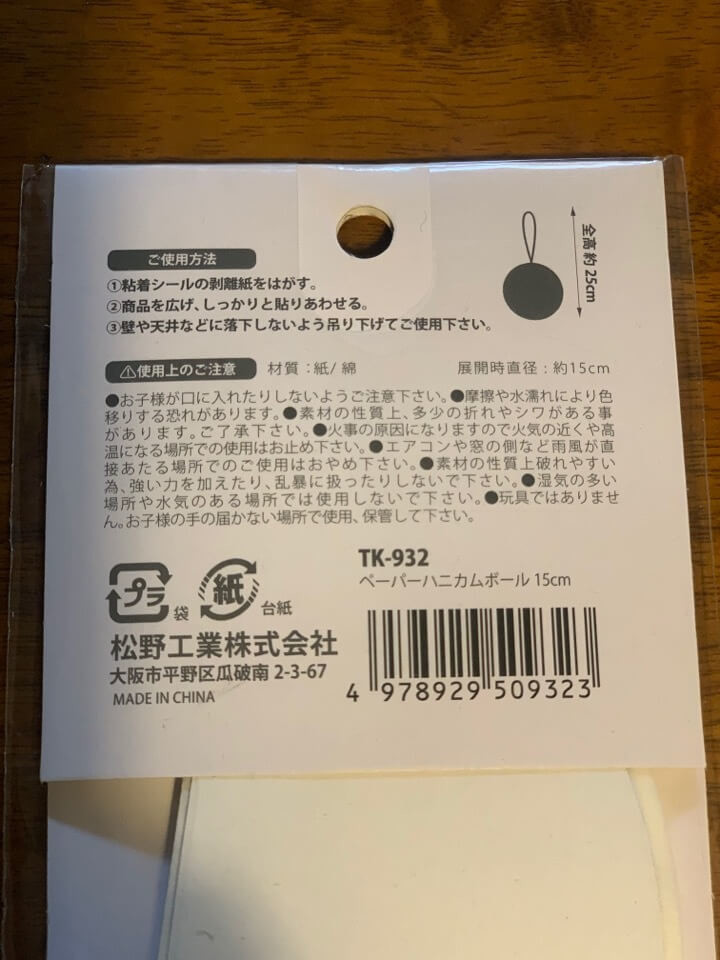 ご使用方法
①粘着シールの剥離紙をはがす。
②商品を広げ、しっかりと貼りあわせる。
③壁や天井などに落下しないよう吊り下げてご使用下さい。
全高 約 25cm
⚠使用上のご注意 材質：紙/ 綿 展開時直径：約15cm
●お子様が口に入れたりしないようご注意下さい。●摩擦や水濡れにより色
移りする恐れがあります。●素材の性質上、多少の折れやシワがある事
があります。ご了承下さい。●火事の原因になりますので火気の近くや高
温になる場所での使用はお止め下さい。●エアコンや窓の側など雨風が直
接あたる場所でのご使用はおやめ下さい。●素材の性質上破れやすい
為、強い力を加えたり、乱暴に扱ったりしないで下さい。●湿気の多い
場所や水気のある場所では使用しないで下さい。●玩具ではありませ
ん。お子様の手の届かない場所で使用、保管して下さい。
プラ 袋 紙 台紙
TK-932
ペーパーハニカムボール 15cm
松野工業株式会社
大阪市平野区瓜破南 2-3-67
MADE IN CHINA
4 978929 509323